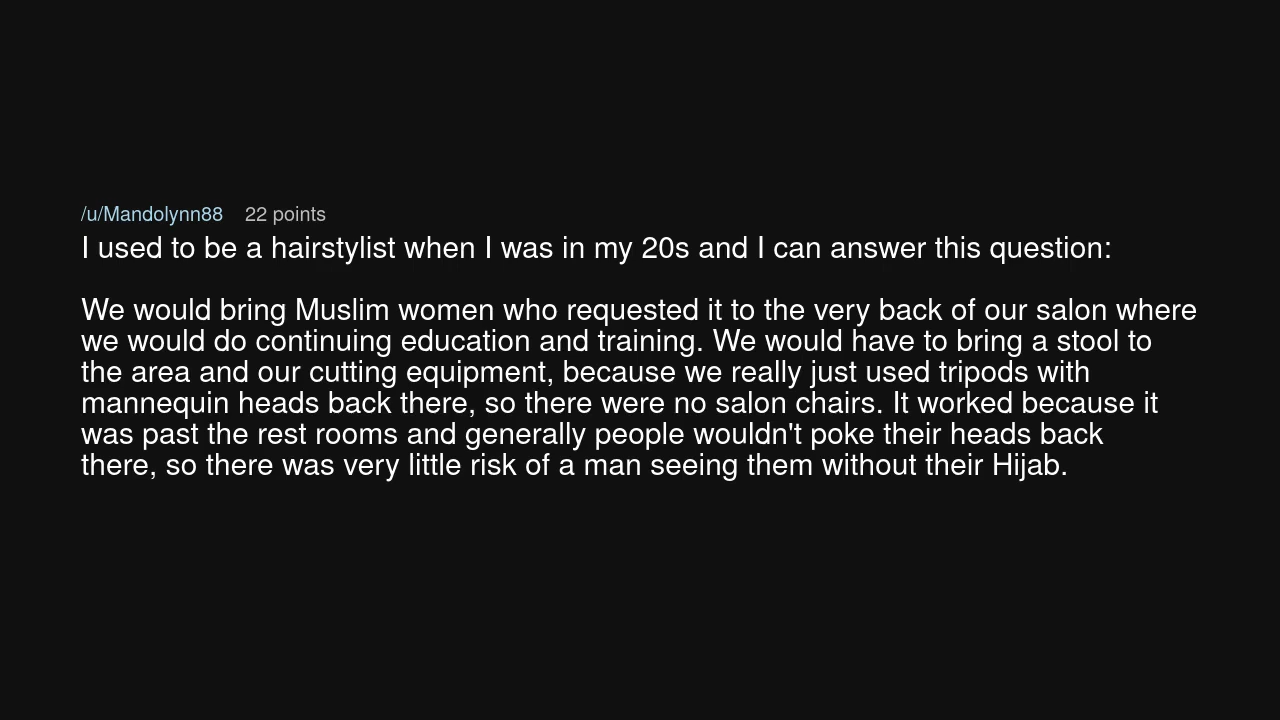 /u/Mandolynn88 22 points
I used to be a hairstylist when I was in my 20s and I can answer this question:
We would bring Muslim women who requested it to the very back of our salon where
we would do continuing education and training. We would have to bring a stool to
the area and our cutting equipment, because we really just used tripods with
mannequin heads back there, so there were no salon chairs. It worked because it
was past the rest rooms and generally people wouldn't poke their heads back
there, so there was very little risk of a man seeing them without their Hijab.